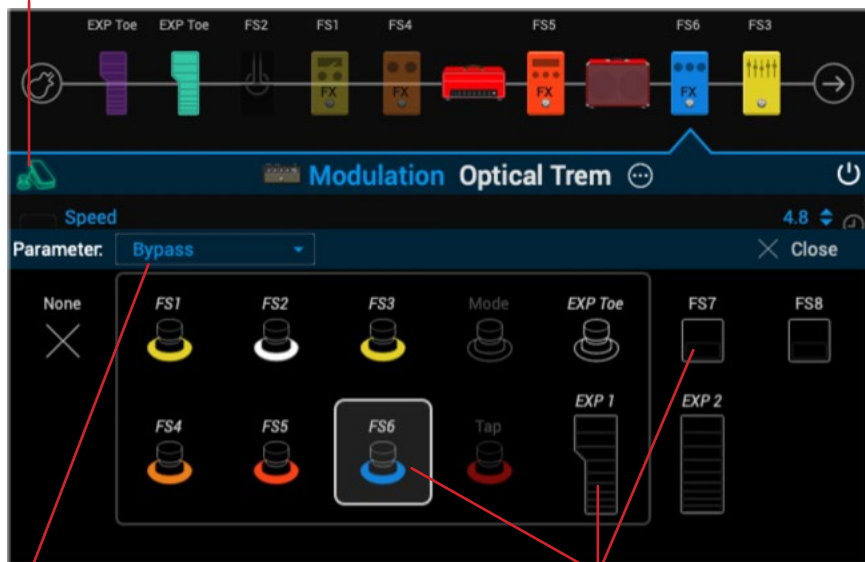 EXP Toe EXP Toe FS2 FS1 FS4 FS5 FS6 FS3
FX FX FX FX
Modulation Optical Trem
Speed 4.8
Parameter: Bypass Close
None FS1 FS2 FS3 Mode EXP Toe FS7 FS8
EXP 1 EXP 2
FS4 FS5 FS6 Tap